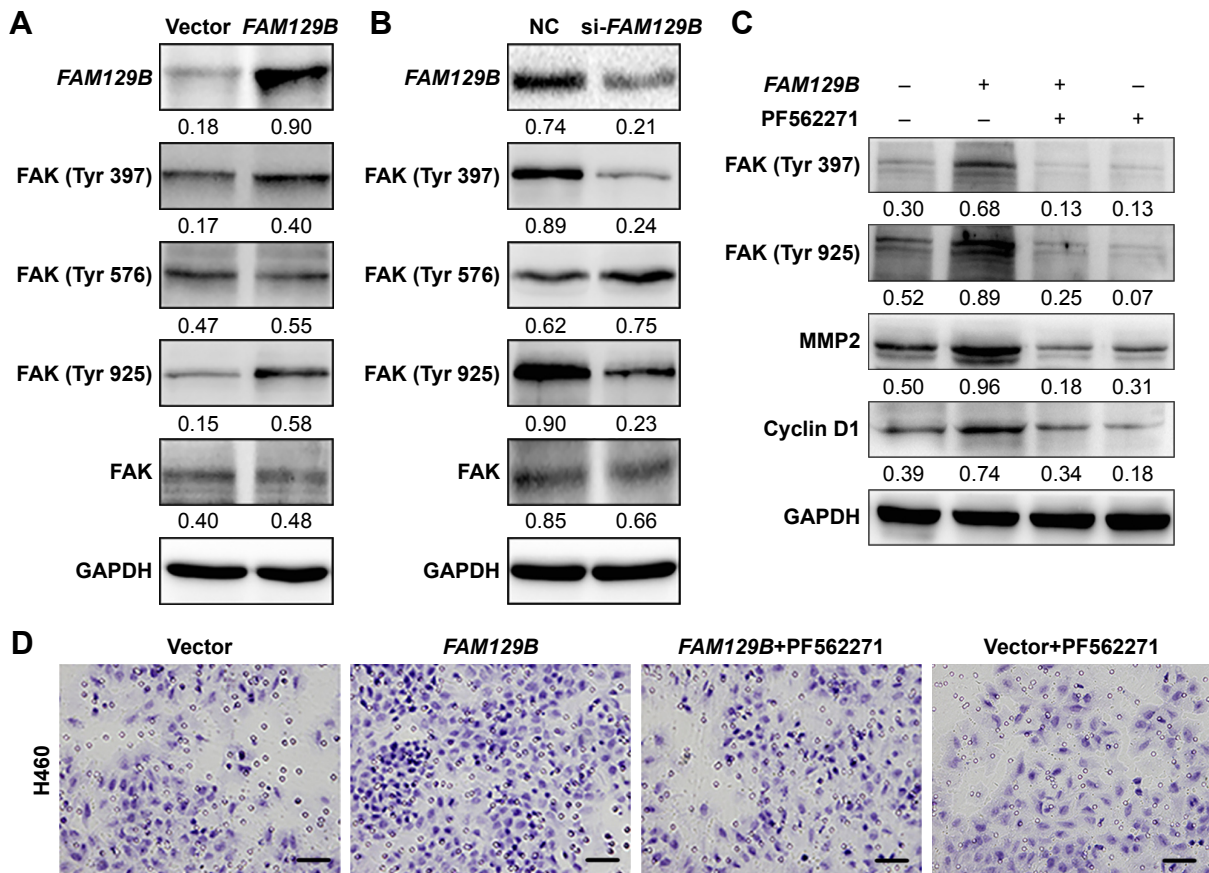 A
Vector FAM129B
FAM129B
0.18 0.90
FAK (Tyr 397)
0.17 0.40
FAK (Tyr 576)
0.47 0.55
FAK (Tyr 925)
0.15 0.58
FAK
0.40 0.48
GAPDH
B
NC si-FAM129B
FAM129B
0.74 0.21
FAK (Tyr 397)
0.89 0.24
FAK (Tyr 576)
0.62 0.75
FAK (Tyr 925)
0.90 0.23
FAK
0.85 0.66
GAPDH
C
FAM129B – + + –
PF562271 – – + +
FAK (Tyr 397)
0.30 0.68 0.13 0.13
FAK (Tyr 925)
0.52 0.89 0.25 0.07
MMP2
0.50 0.96 0.18 0.31
Cyclin D1
0.39 0.74 0.34 0.18
GAPDH
D
Vector FAM129B FAM129B+PF562271 Vector+PF562271
H460